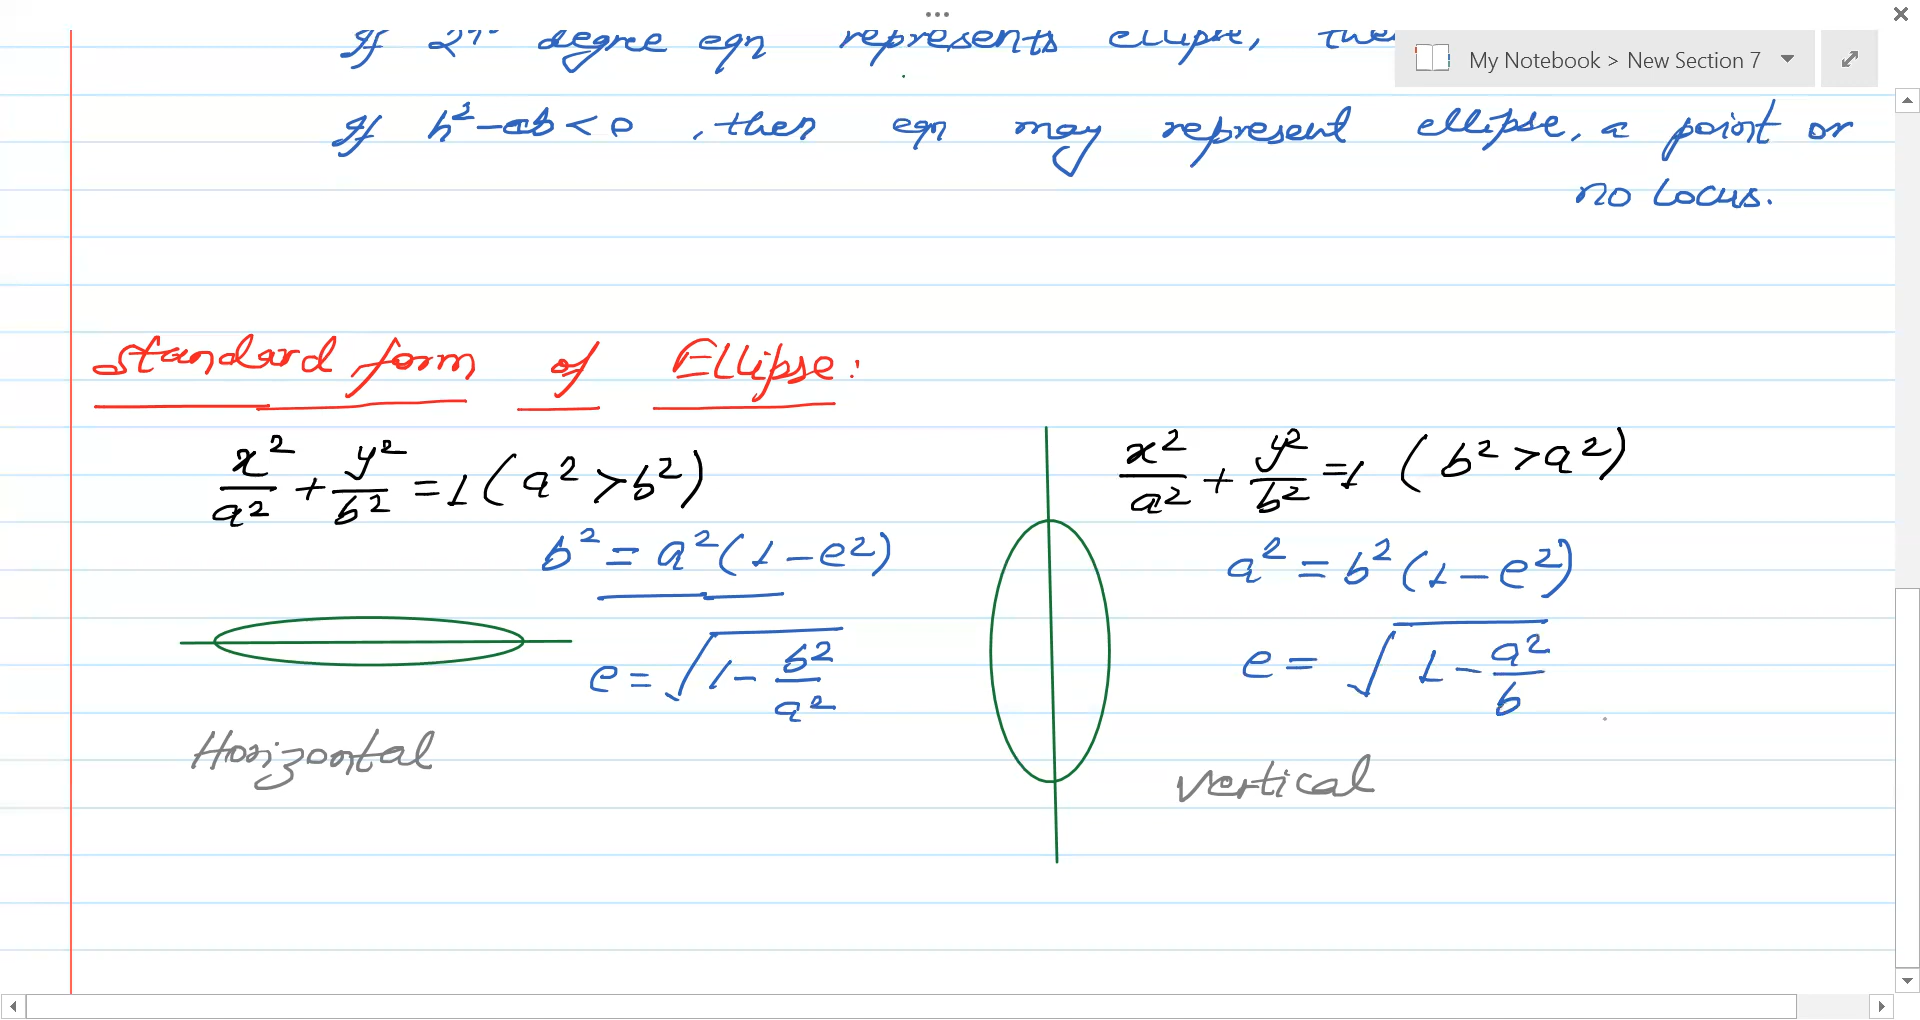 If 2nd degree eqn represents ellipse, then
My Notebook > New Section 7
If h²-ab<0, then eqn may represent ellipse, a point or
no Locus.
Standard form of Ellipse:
x²/a² + y²/b² = 1 (a² > b²)
x²/a² + y²/b² = 1 (b² > a²)
b² = a²(1-e²)
a² = b²(1-e²)
e = √(1 - b²/a²)
e = √(1 - a²/b)
Horizontal
Vertical